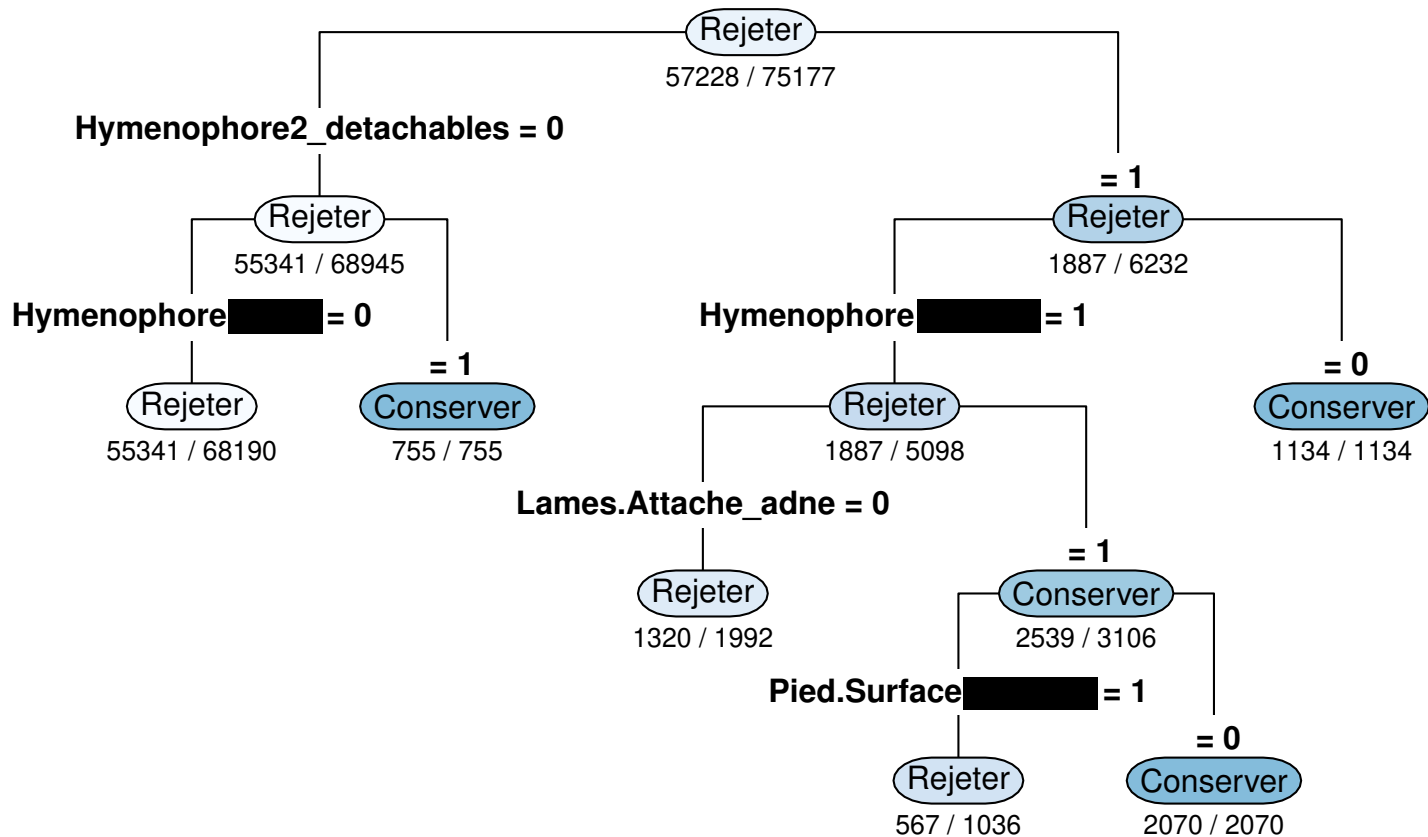 Rejeter
57228 / 75177
Hymenophore2_detachables = 0
= 1
Rejeter
55341 / 68945
Rejeter
1887 / 6232
Hymenophore = 0
= 1
Hymenophore = 1
= 0
Rejeter
55341 / 68190
Conserver
755 / 755
Rejeter
1887 / 5098
Conserver
1134 / 1134
Lames.Attache_adne = 0
= 1
Rejeter
1320 / 1992
Conserver
2539 / 3106
Pied.Surface = 1
= 0
Rejeter
567 / 1036
Conserver
2070 / 2070